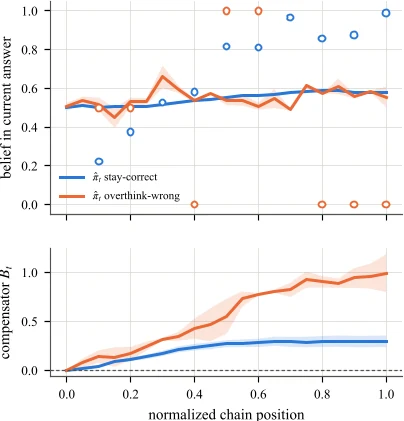 1.0
0.8
0.6
0.4
0.2
0.0
belief in current answer
π̂t stay-correct
π̂t overthink-wrong
1.0
0.5
0.0
compensator Bt
0.0 0.2 0.4 0.6 0.8 1.0
normalized chain position